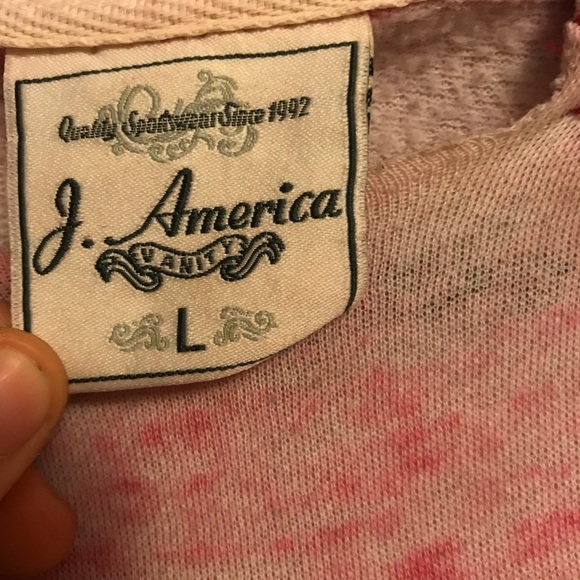 Quality Sportswear Since 1992
J. America
VANITY
L